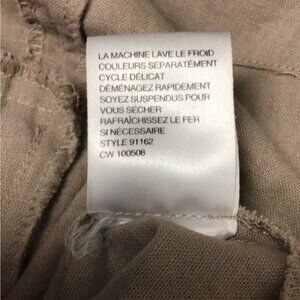 LA MACHINE LAVE LE FROID
COULEURS SÉPARATÉMENT
CYCLE DÉLICAT
DÉMÉNAGEZ RAPIDEMENT
SOYEZ SUSPENDUS POUR
VOUS SÉCHER
RAFRAÎCHISSEZ LE FER
SI NÉCESSAIRE
STYLE 91162
CW 100508